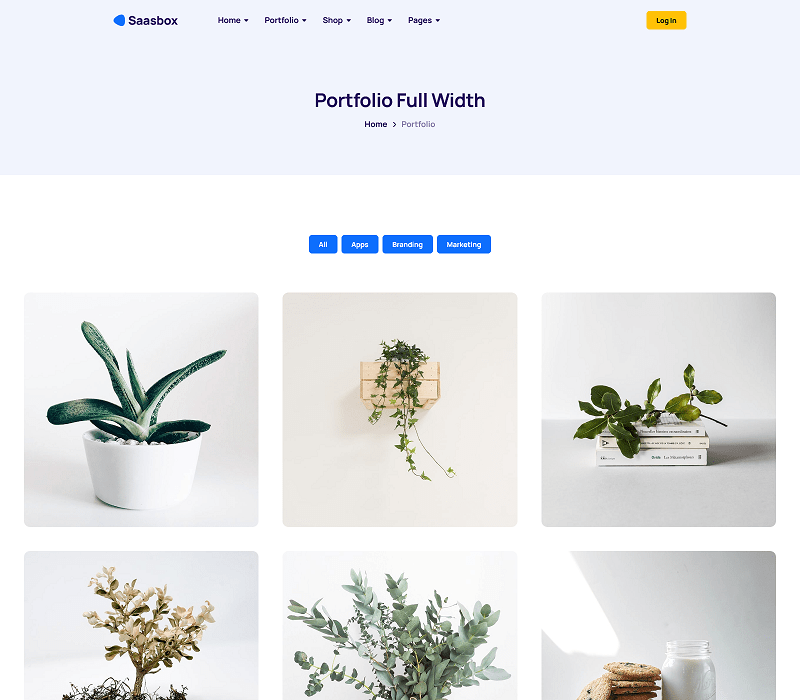 Saasbox
Home
Portfolio
Shop
Blog
Pages
Log In
Portfolio Full Width
Home > Portfolio
All
Apps
Branding
Marketing